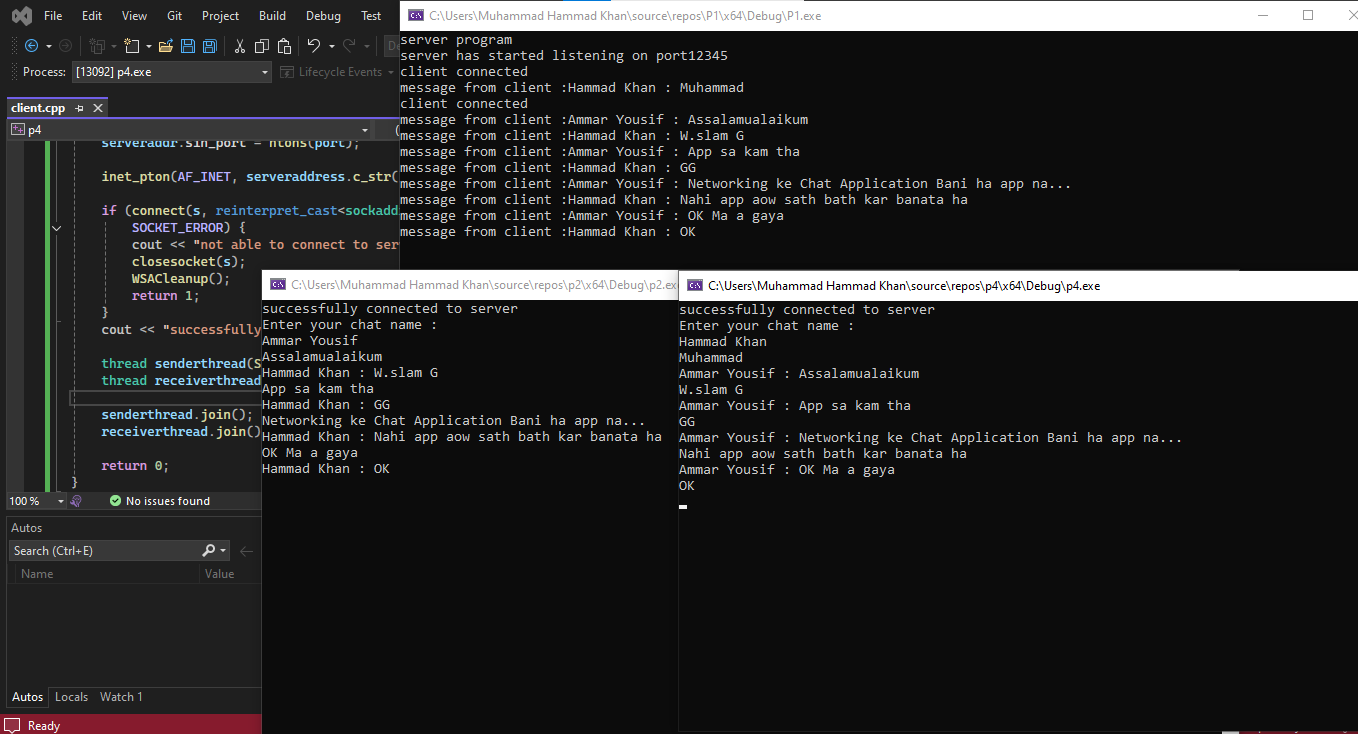 File Edit View Git Project Build Debug Test
Process: [13092] p4.exe Lifecycle Events
client.cpp
p4
serveraddr.sin_port = htons(port);
inet_pton(AF_INET, serveraddress.c_str(
if (connect(s, reinterpret_cast<sockadd
SOCKET_ERROR) {
cout << "not able to connect to ser
closesocket(s);
WSACleanup();
return 1;
}
cout << "successfully
thread senderthread(S
thread receiverthread
senderthread.join();
receiverthread.join()
return 0;
}
100 % No issues found
Autos
Search (Ctrl+E)
Name Value
Autos Locals Watch 1
Ready
C:\Users\Muhammad Hammad Khan\source\repos\P1\x64\Debug\P1.exe
server program
server has started listening on port12345
client connected
message from client :Hammad Khan : Muhammad
client connected
message from client :Ammar Yousif : Assalamualaikum
message from client :Hammad Khan : W.slam G
message from client :Ammar Yousif : App sa kam tha
message from client :Hammad Khan : GG
message from client :Ammar Yousif : Networking ke Chat Application Bani ha app na...
message from client :Hammad Khan : Nahi app aow sath bath kar banata ha
message from client :Ammar Yousif : OK Ma a gaya
message from client :Hammad Khan : OK
C:\Users\Muhammad Hammad Khan\source\repos\p2\x64\Debug\p2.ex
successfully connected to server
Enter your chat name :
Ammar Yousif
Assalamualaikum
Hammad Khan : W.slam G
App sa kam tha
Hammad Khan : GG
Networking ke Chat Application Bani ha app na...
Hammad Khan : Nahi app aow sath bath kar banata ha
OK Ma a gaya
Hammad Khan : OK
C:\Users\Muhammad Hammad Khan\source\repos\p4\x64\Debug\p4.exe
successfully connected to server
Enter your chat name :
Hammad Khan
Muhammad
Ammar Yousif : Assalamualaikum
W.slam G
Ammar Yousif : App sa kam tha
GG
Ammar Yousif : Networking ke Chat Application Bani ha app na...
Nahi app aow sath bath kar banata ha
Ammar Yousif : OK Ma a gaya
OK